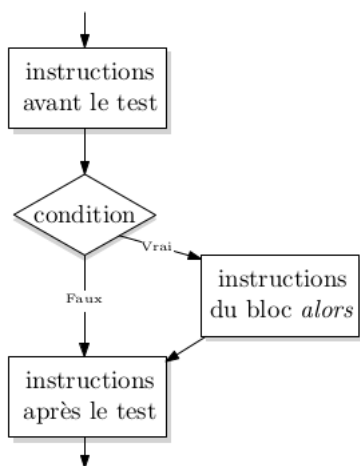 instructions
avant le test
condition
Vrai
instructions
du bloc alors
Faux
instructions
après le test